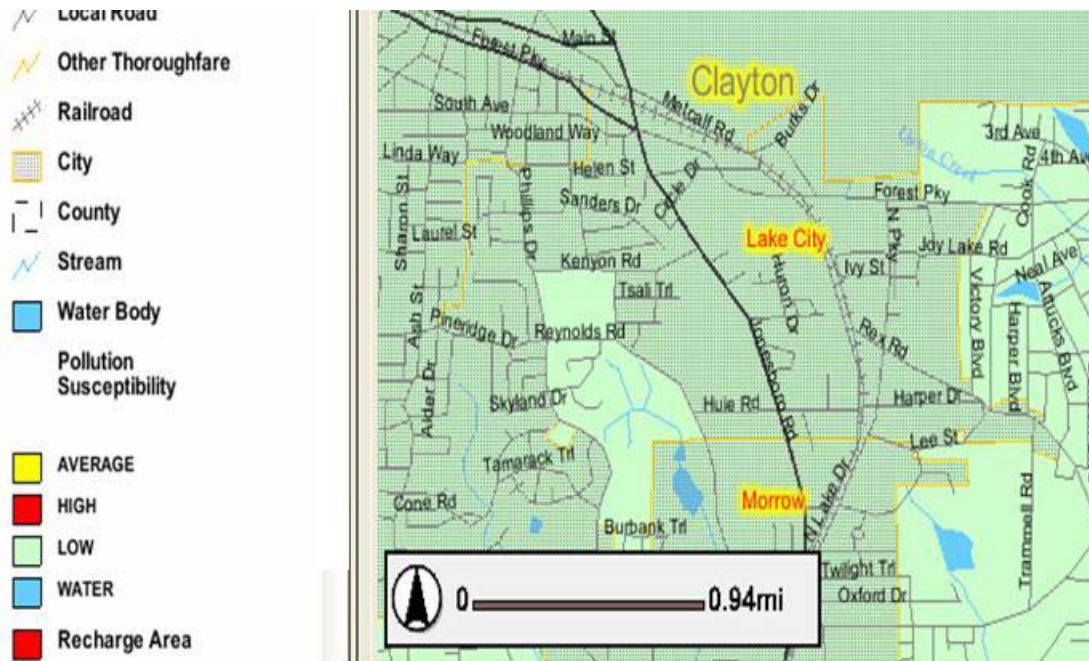 Local Road
Other Thoroughfare
Railroad
City
County
Stream
Water Body
Pollution
Susceptibility
AVERAGE
HIGH
LOW
WATER
Recharge Area
Main St
Forest Pky
Clayton
Metcalf Rd
Burks Dr
South Ave
Woodland Way
3rd Ave
4th Av
Linda Way
Helen St
Cook Rd
Forest Pky
Sharon St
Phillips Dr
Sanders Dr
N Pky
Laurel St
Lake City
Joy Lake Rd
Kenyon Rd
Ivy St
Neal Ave
Huron Dr
Tsali Trl
Victory Blvd
Harper Blvd
Attucks Blvd
Ash St
Pineridge Dr
Reynolds Rd
Jonesboro Rd
Rex Rd
Alder Dr
Skyland Dr
Huie Rd
Harper Dr
Lee St
Tamarack Trl
Cone Rd
Morrow
N Lake Dr
Trammell Rd
Burbank Trl
Twilight Trl
Oxford Dr
0 0.94mi